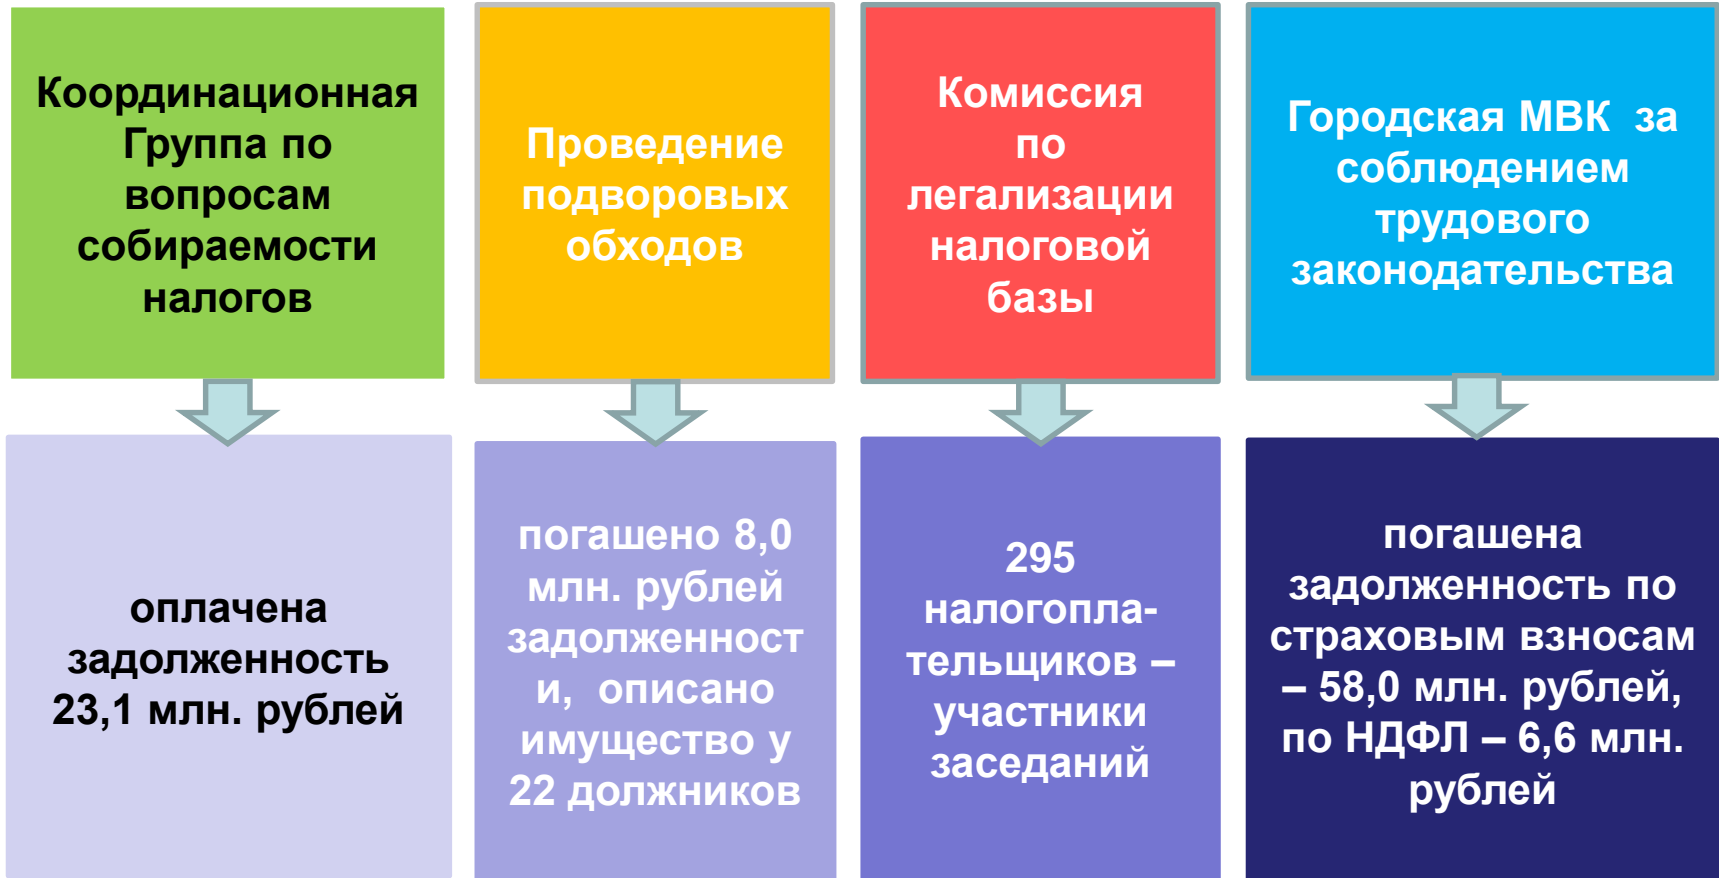 Координационная
Группа по
вопросам
собираемости
налогов
Проведение
подворовых
обходов
Комиссия
по
легализации
налоговой
базы
Городская МВК за
соблюдением
трудового
законодательства
оплачена
задолженность
23,1 млн. рублей
погашено 8,0
млн. рублей
задолженност
и, описано
имущество у
22 должников
295
налогопла-
тельщиков –
участники
заседаний
погашена
задолженность по
страховым взносам
– 58,0 млн. рублей,
по НДФЛ – 6,6 млн.
рублей